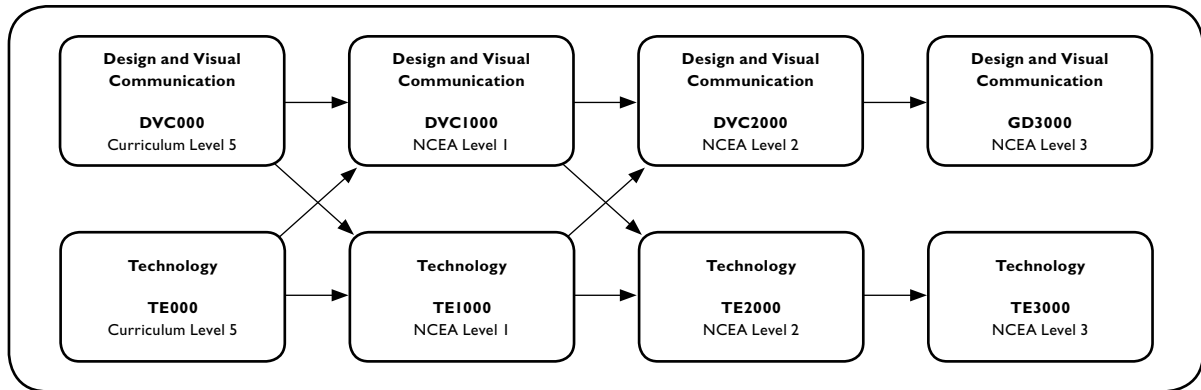 Design and Visual
Communication
DVC000
Curriculum Level 5
Design and Visual
Communication
DVC1000
NCEA Level 1
Design and Visual
Communication
DVC2000
NCEA Level 2
Design and Visual
Communication
GD3000
NCEA Level 3
Technology
TE000
Curriculum Level 5
Technology
TE1000
NCEA Level 1
Technology
TE2000
NCEA Level 2
Technology
TE3000
NCEA Level 3